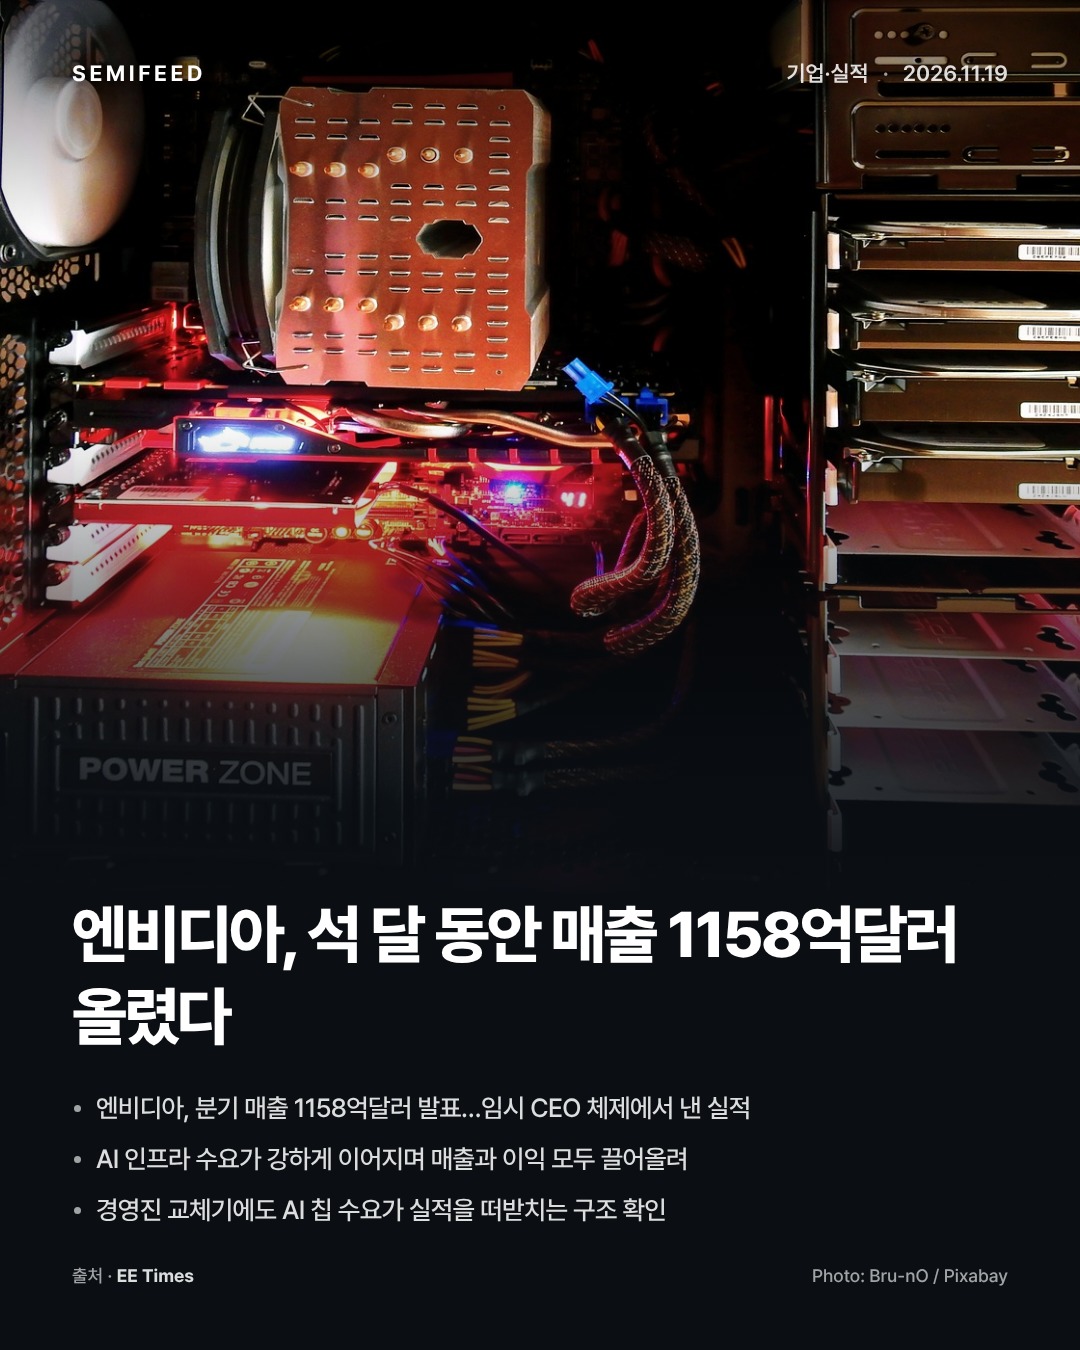 SEMIFEED
기업·실적 · 2026.11.19
41
POWER ZONE
엔비디아, 석 달 동안 매출 1158억달러
올렸다
• 엔비디아, 분기 매출 1158억달러 발표...임시 CEO 체제에서 낸 실적
• AI 인프라 수요가 강하게 이어지며 매출과 이익 모두 끌어올려
• 경영진 교체기에도 AI 칩 수요가 실적을 떠받치는 구조 확인
출처 · EE Times
Photo: Bru-nO / Pixabay